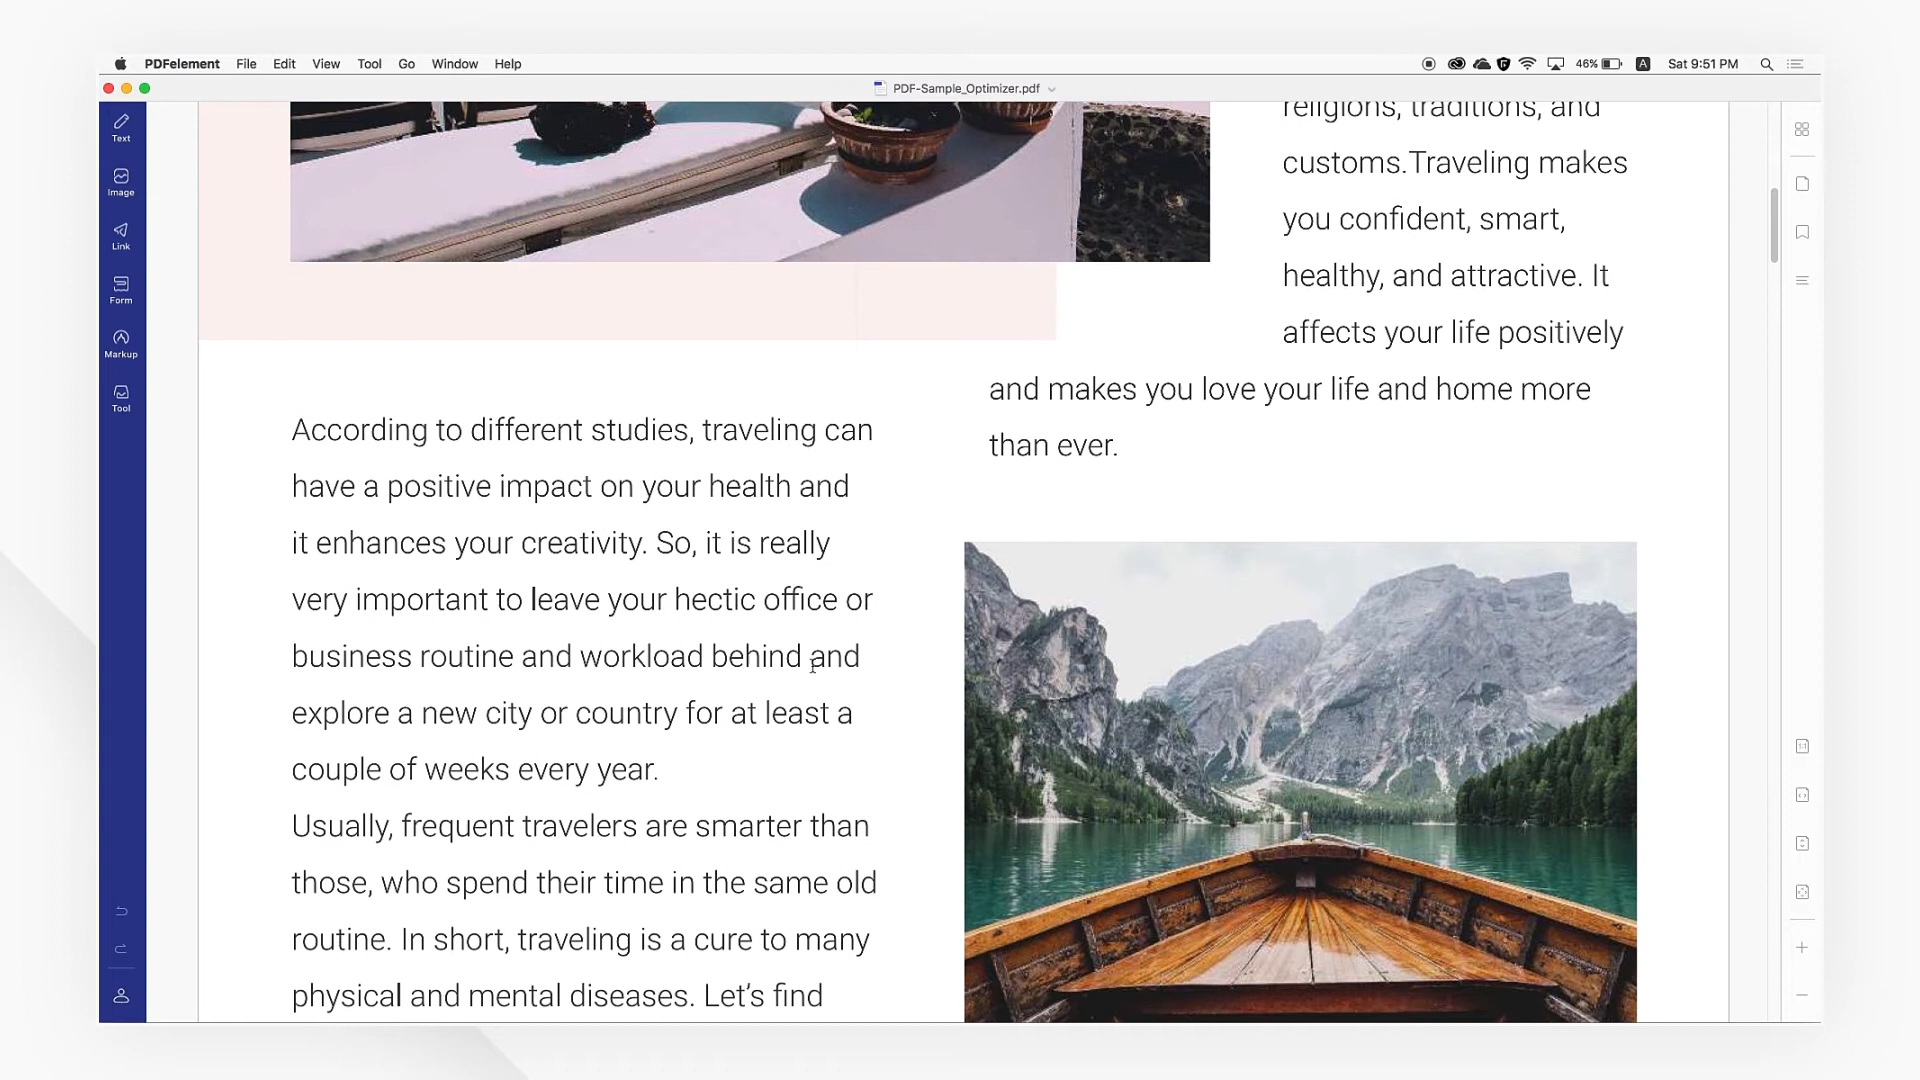 PDFelement File Edit View Tool Go Window Help
46% A Sat 9:51 PM
PDF-Sample_Optimizer.pdf
Text
Image
Link
Form
Markup
Tool
According to different studies, traveling can
have a positive impact on your health and
it enhances your creativity. So, it is really
very important to leave your hectic office or
business routine and workload behind and
explore a new city or country for at least a
couple of weeks every year.
Usually, frequent travelers are smarter than
those, who spend their time in the same old
routine. In short, traveling is a cure to many
physical and mental diseases. Let’s find
religions, traditions, and
customs.Traveling makes
you confident, smart,
healthy, and attractive. It
affects your life positively
and makes you love your life and home more
than ever.